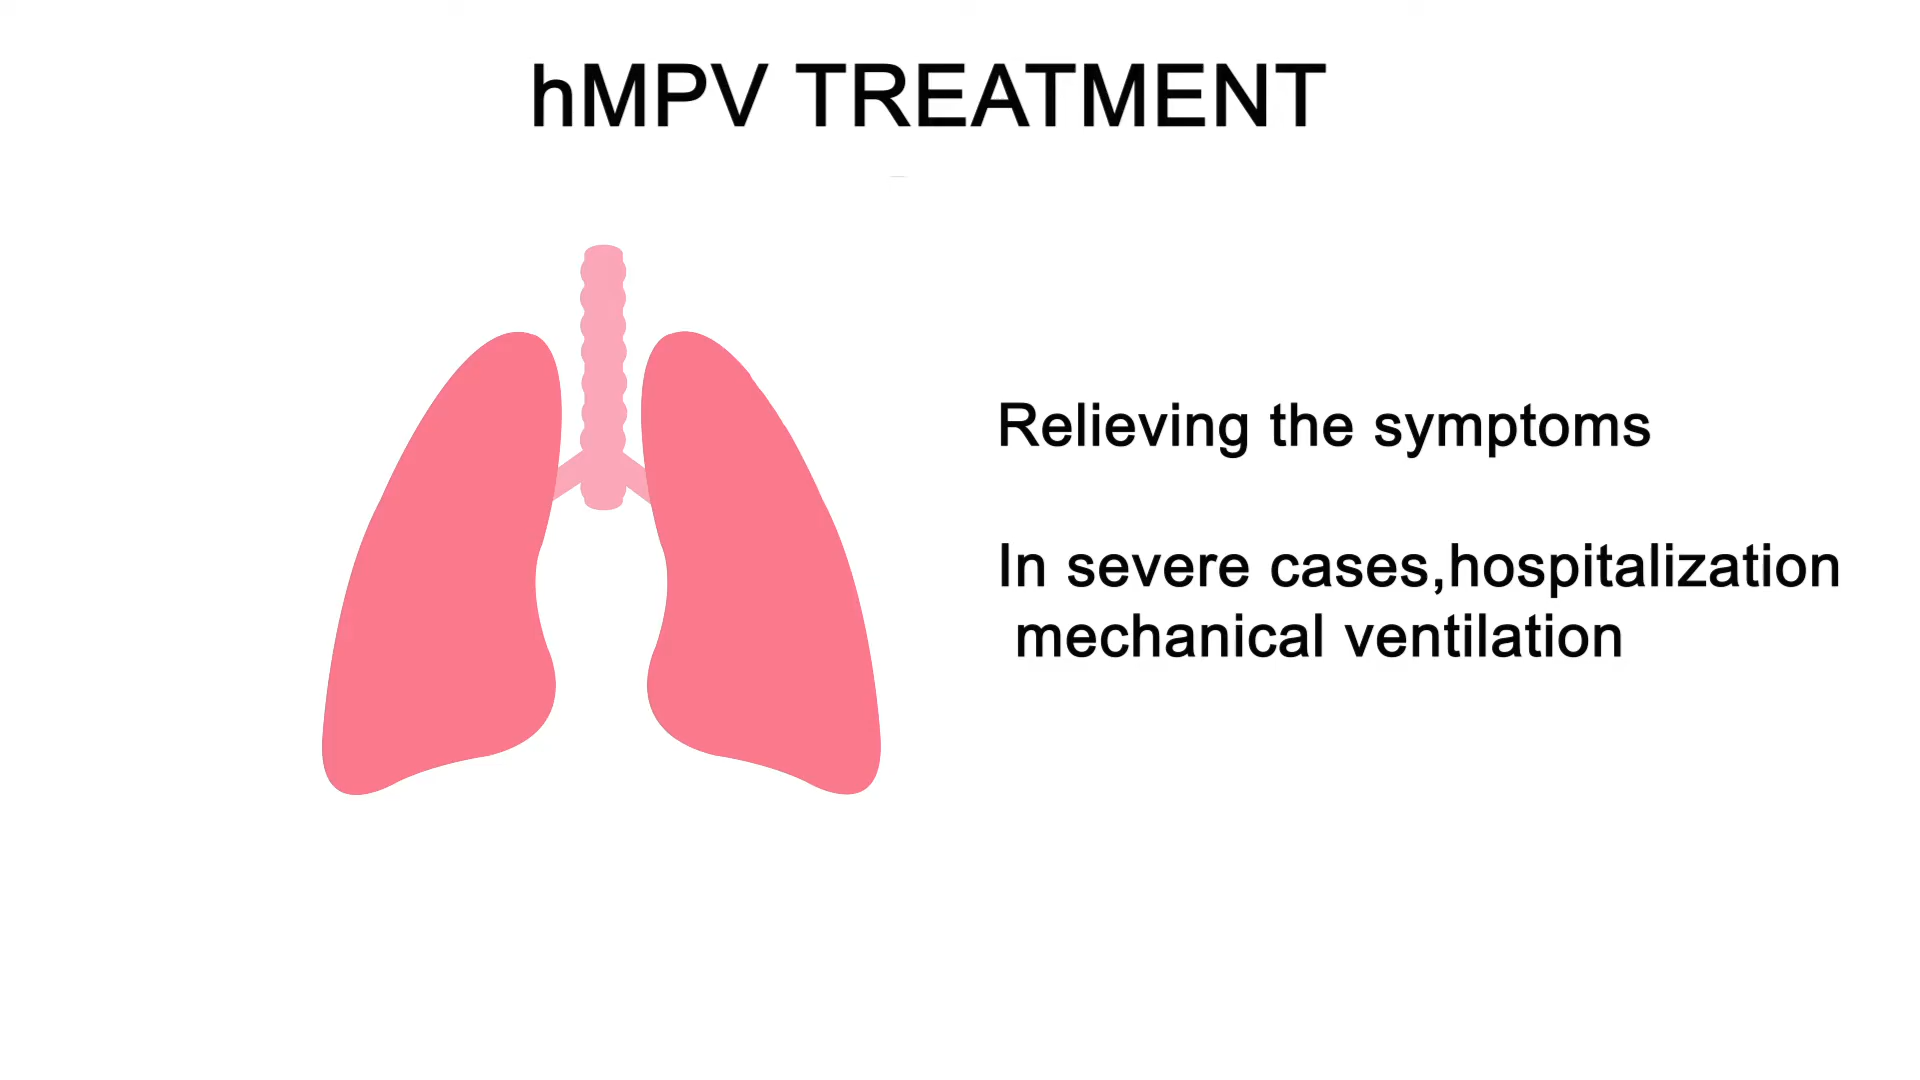 hMPV TREATMENT
Relieving the symptoms
In severe cases,hospitalization
mechanical ventilation